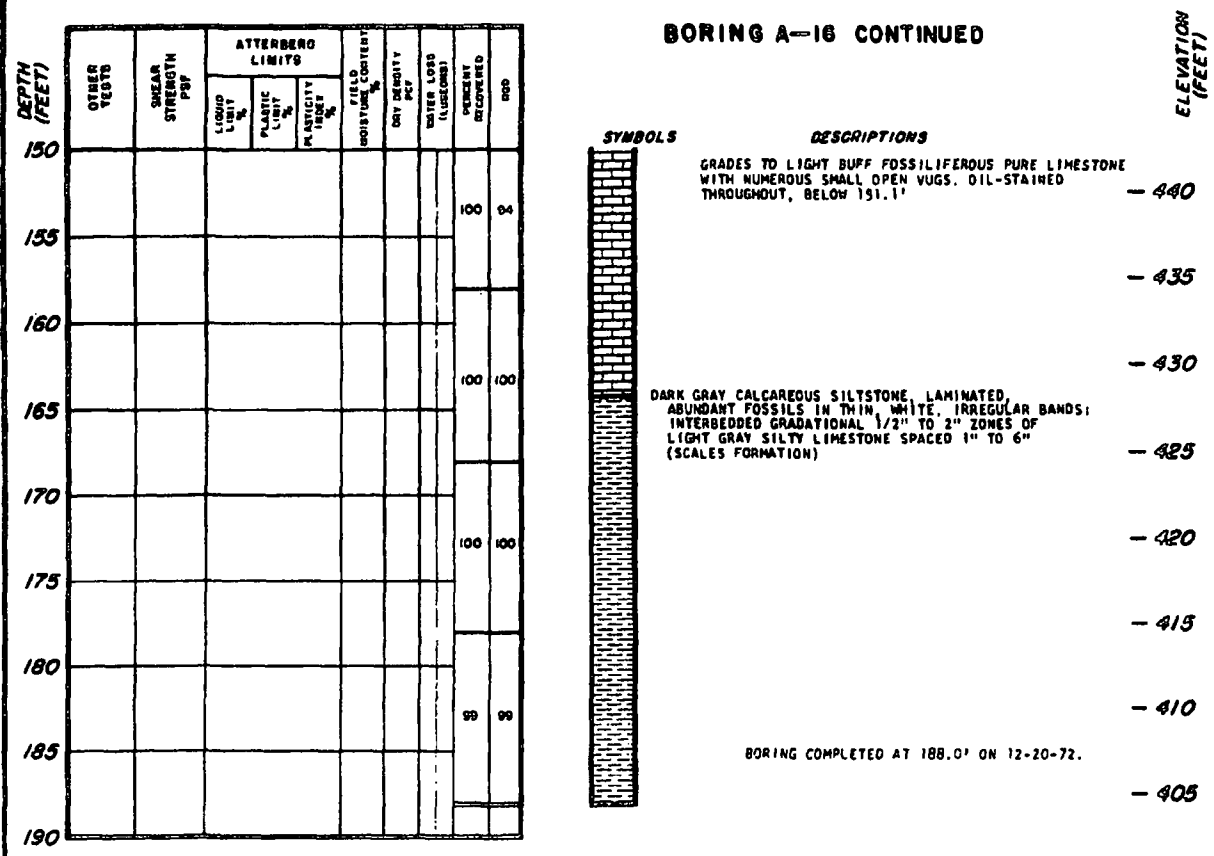 BORING A-16 CONTINUED
DEPTH
(FEET)
OTHER
TESTS
SHEAR
STRENGTH
PSF
ATTERBERG
LIMITS
LIQUID
LIMIT
%
PLASTIC
LIMIT
%
PLASTICITY
INDEX
%
FIELD
MOISTURE CONTENT
%
DRY DENSITY
PCF
WATER LOSS
(LUGEONS)
PERCENT
RECOVERED
RQD
ELEVATION
(FEET)
SYMBOLS DESCRIPTIONS
150
GRADES TO LIGHT BUFF FOSSILIFEROUS PURE LIMESTONE
WITH NUMEROUS SMALL OPEN VUGS. OIL-STAINED
THROUGHOUT, BELOW 151.1'
- 440
100 94
155
- 435
160
- 430
100 100
165
DARK GRAY CALCAREOUS SILTSTONE, LAMINATED,
ABUNDANT FOSSILS IN THIN, WHITE, IRREGULAR BANDS;
INTERBEDDED GRADATIONAL 1/2" TO 2" ZONES OF
LIGHT GRAY SILTY LIMESTONE SPACED 1" TO 6"
(SCALES FORMATION)
- 425
170
- 420
100 100
175
- 415
180
- 410
99 99
185
BORING COMPLETED AT 188.0' ON 12-20-72.
- 405
190